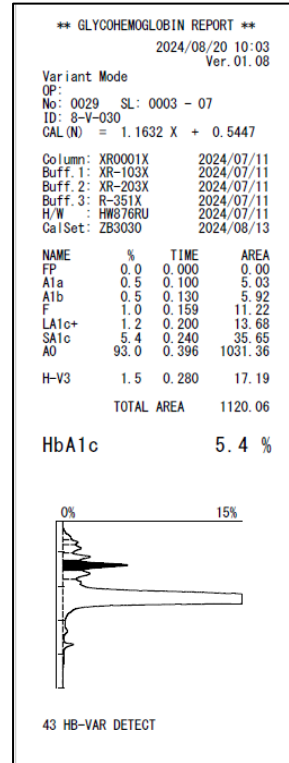 ** GLYCOHEMOGLOBIN REPORT **
2024/08/20 10:03
Ver.01.08
Variant Mode
OP:
No: 0029 SL: 0003 - 07
ID: 8-V-030
CAL(N) = 1.1632 X + 0.5447
Column: XR0001X 2024/07/11
Buff.1: XR-103X 2024/07/11
Buff.2: XR-203X 2024/07/11
Buff.3: R-351X 2024/07/11
H/W : HW876RU 2024/07/11
CalSet: ZB3030 2024/08/13
NAME % TIME AREA
FP 0.0 0.000 0.00
A1a 0.5 0.100 5.03
A1b 0.5 0.130 5.92
F 1.0 0.159 11.22
LA1c+ 1.2 0.200 13.68
SA1c 5.4 0.240 35.65
A0 93.0 0.396 1031.36
H-V3 1.5 0.280 17.19
TOTAL AREA 1120.06
HbA1c 5.4 %
0% 15%
43 HB-VAR DETECT